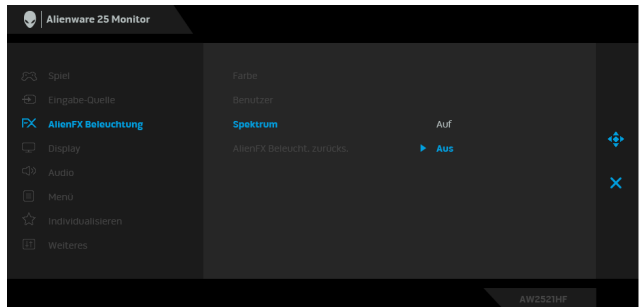 Alienware 25 Monitor
Spiel
Farbe
Eingabe-Quelle
Benutzer
FX AlienFX Beleuchtung
Spektrum
Auf
Display
AlienFX Beleucht. zurücks.
Aus
Audio
Menü
Individualisieren
Weiteres
AW2521HF